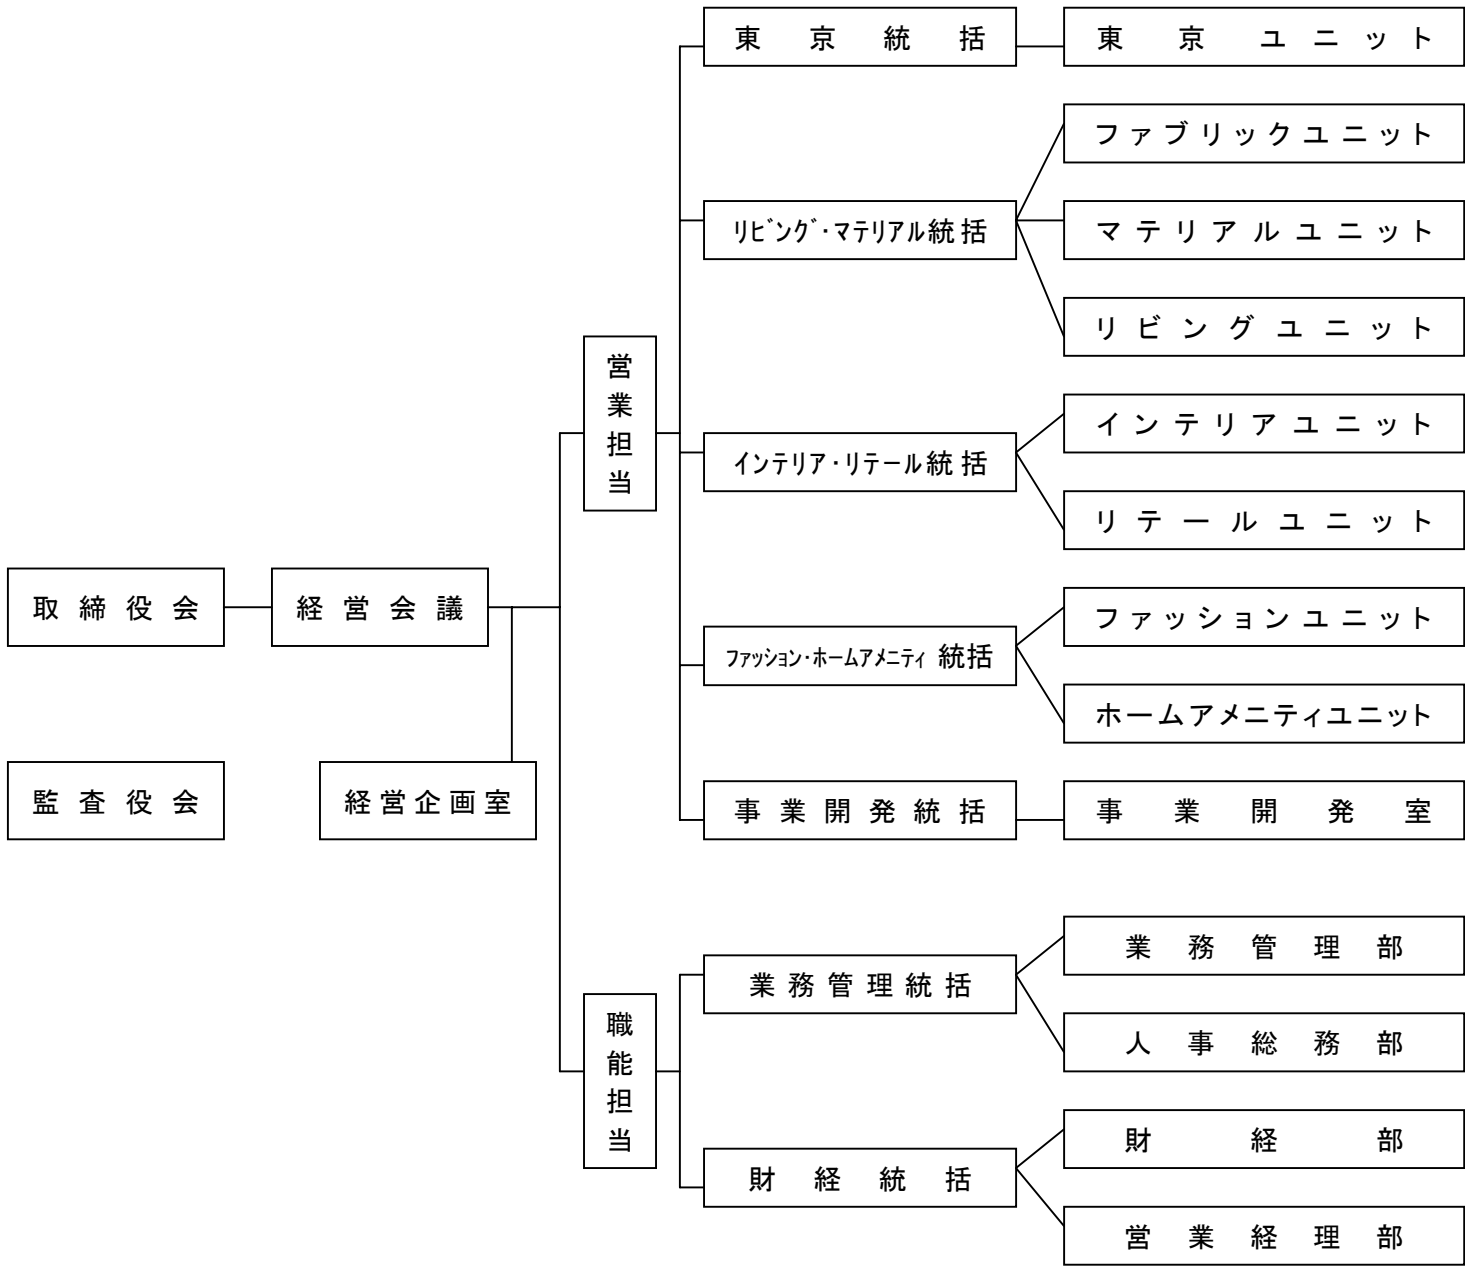 東京統括
東京ユニット
ファブリックユニット
リビング・マテリアル統括
マテリアルユニット
リビングユニット
営業担当
インテリアユニット
インテリア・リテール統括
リテールユニット
取締役会
経営会議
ファッションユニット
ファッション・ホームアメニティ 統括
ホームアメニティユニット
監査役会
経営企画室
事業開発統括
事業開発室
業務管理部
業務管理統括
職能担当
人事総務部
財経部
財経統括
営業経理部